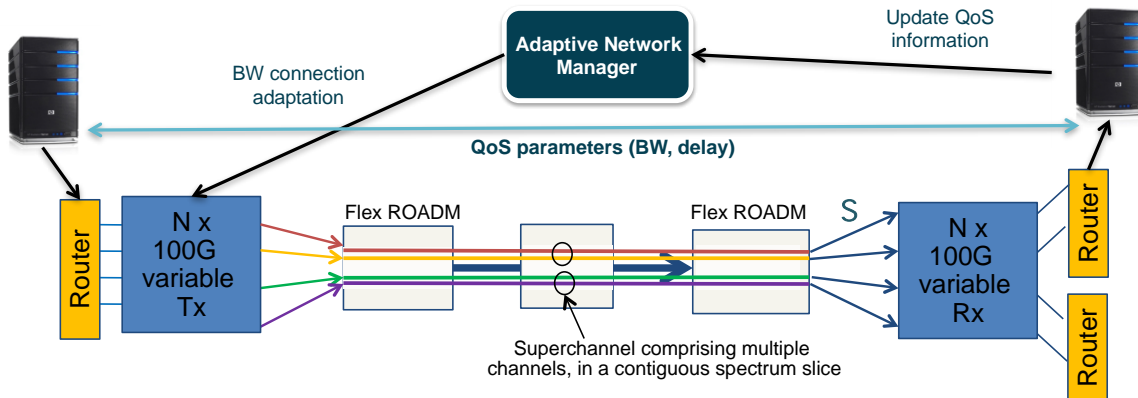 Update QoS
information
Adaptive Network
Manager
BW connection
adaptation
QoS parameters (BW, delay)
Flex ROADM
Flex ROADM
S
Router
N x
100G
variable
Tx
N x
100G
variable
Rx
Router
Router
Superchannel comprising multiple
channels, in a contiguous spectrum slice